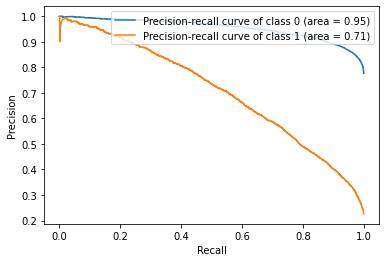 Precision-recall curve of class 0 (area = 0.95)
Precision-recall curve of class 1 (area = 0.71)
1.0
0.9
0.8
0.7
0.6
0.5
0.4
0.3
0.2
Precision
0.0 0.2 0.4 0.6 0.8 1.0
Recall